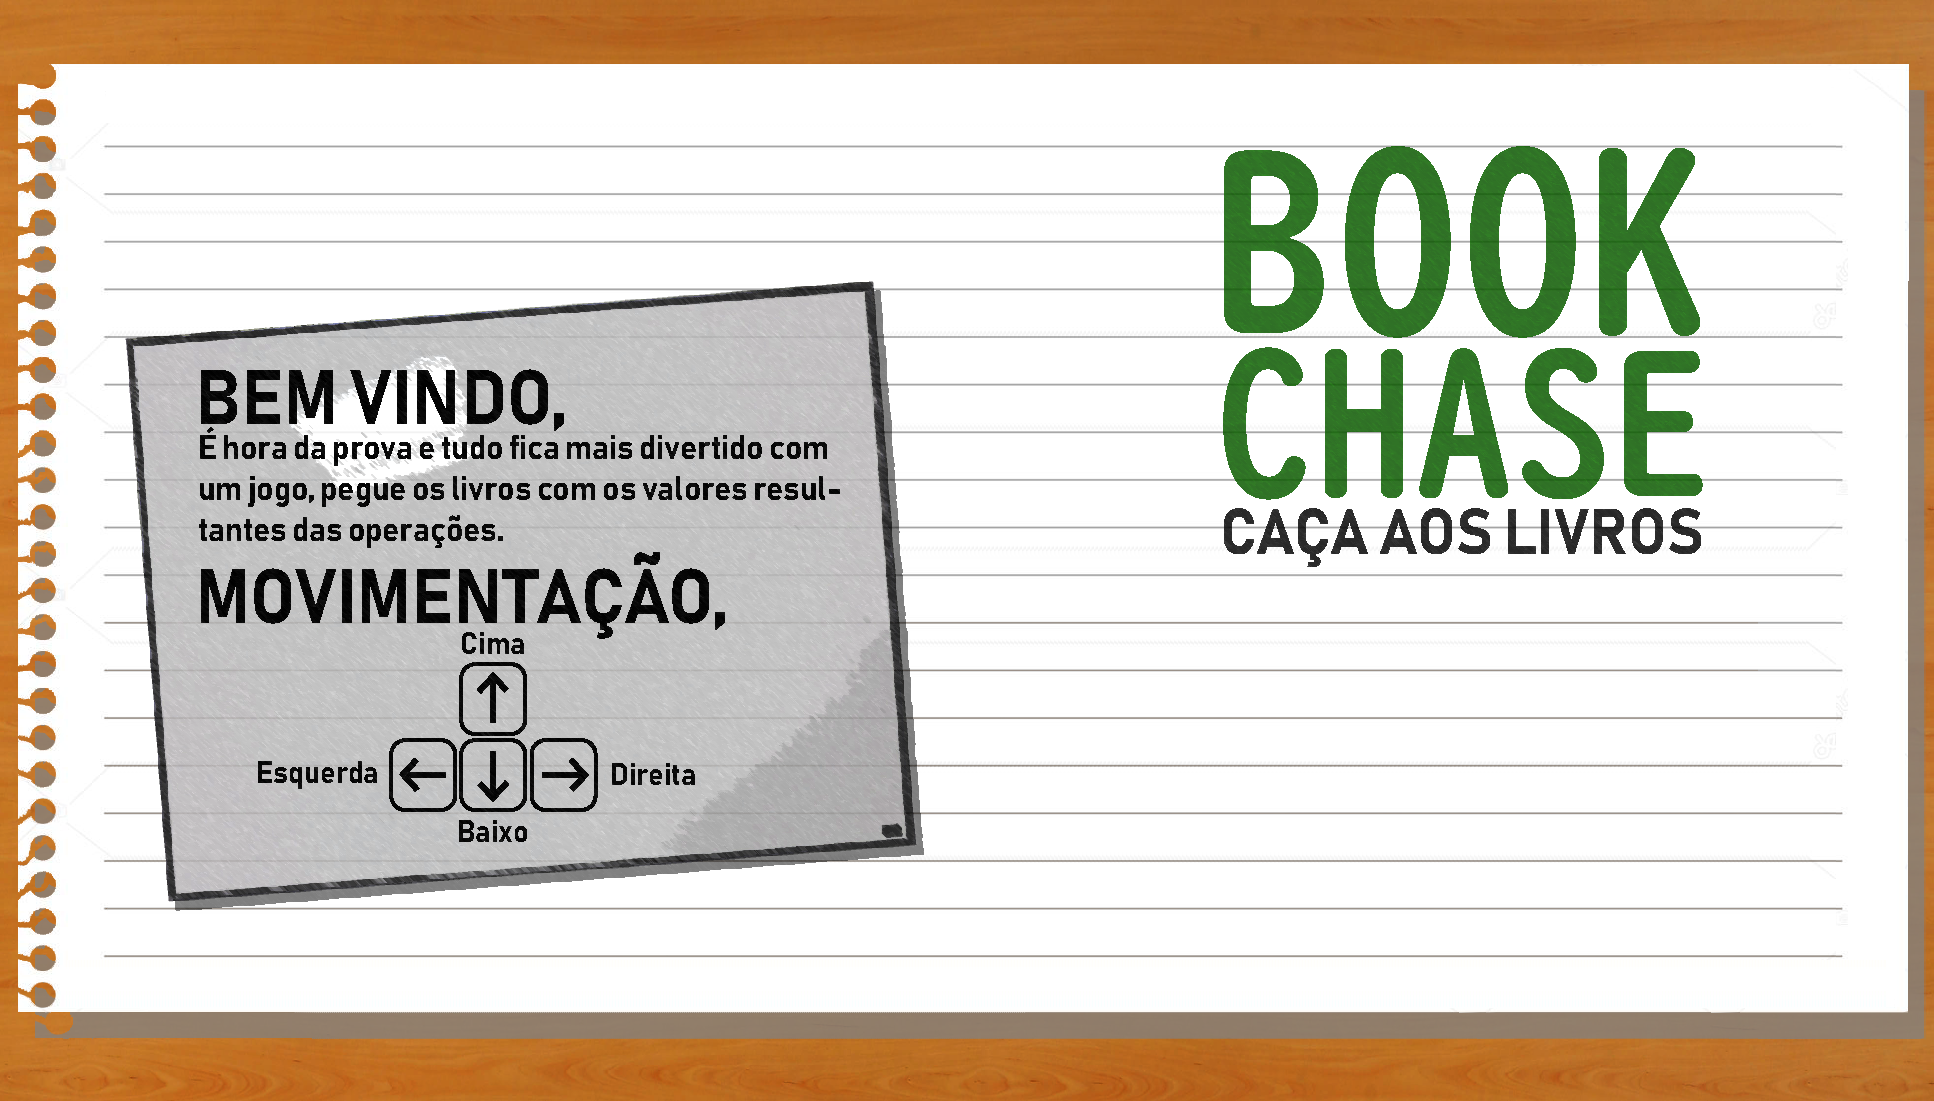 BEM VINDO,
É hora da prova e tudo fica mais divertido com
um jogo, pegue os livros com os valores resul-
tantes das operações.
MOVIMENTAÇÃO,
Cima
Esquerda
Direita
Baixo
BOOK
CHASE
CAÇA AOS LIVROS